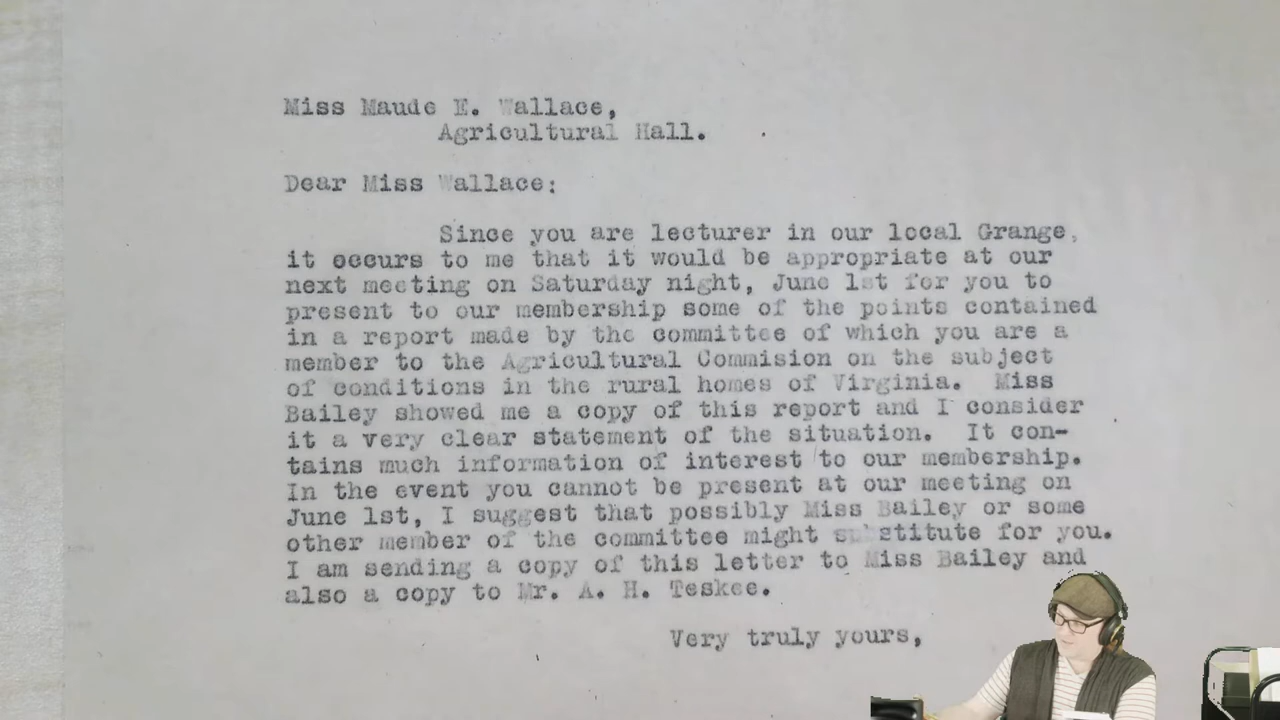 Miss Maude E. Wallace,
Agricultural Hall.
Dear Miss Wallace:
Since you are lecturer in our local Grange,
it occurs to me that it would be appropriate at our
next meeting on Saturday night, June 1st for you to
present to our membership some of the points contained
in a report made by the committee of which you are a
member to the Agricultural Commision on the subject
of conditions in the rural homes of Virginia. Miss
Bailey showed me a copy of this report and I consider
it a very clear statement of the situation. It con-
tains much information of interest to our membership.
In the event you cannot be present at our meeting on
June 1st, I suggest that possibly Miss Bailey or some
other member of the committee might substitute for you.
I am sending a copy of this letter to Miss Bailey and
also a copy to Mr. A. H. Teskee.
Very truly yours,